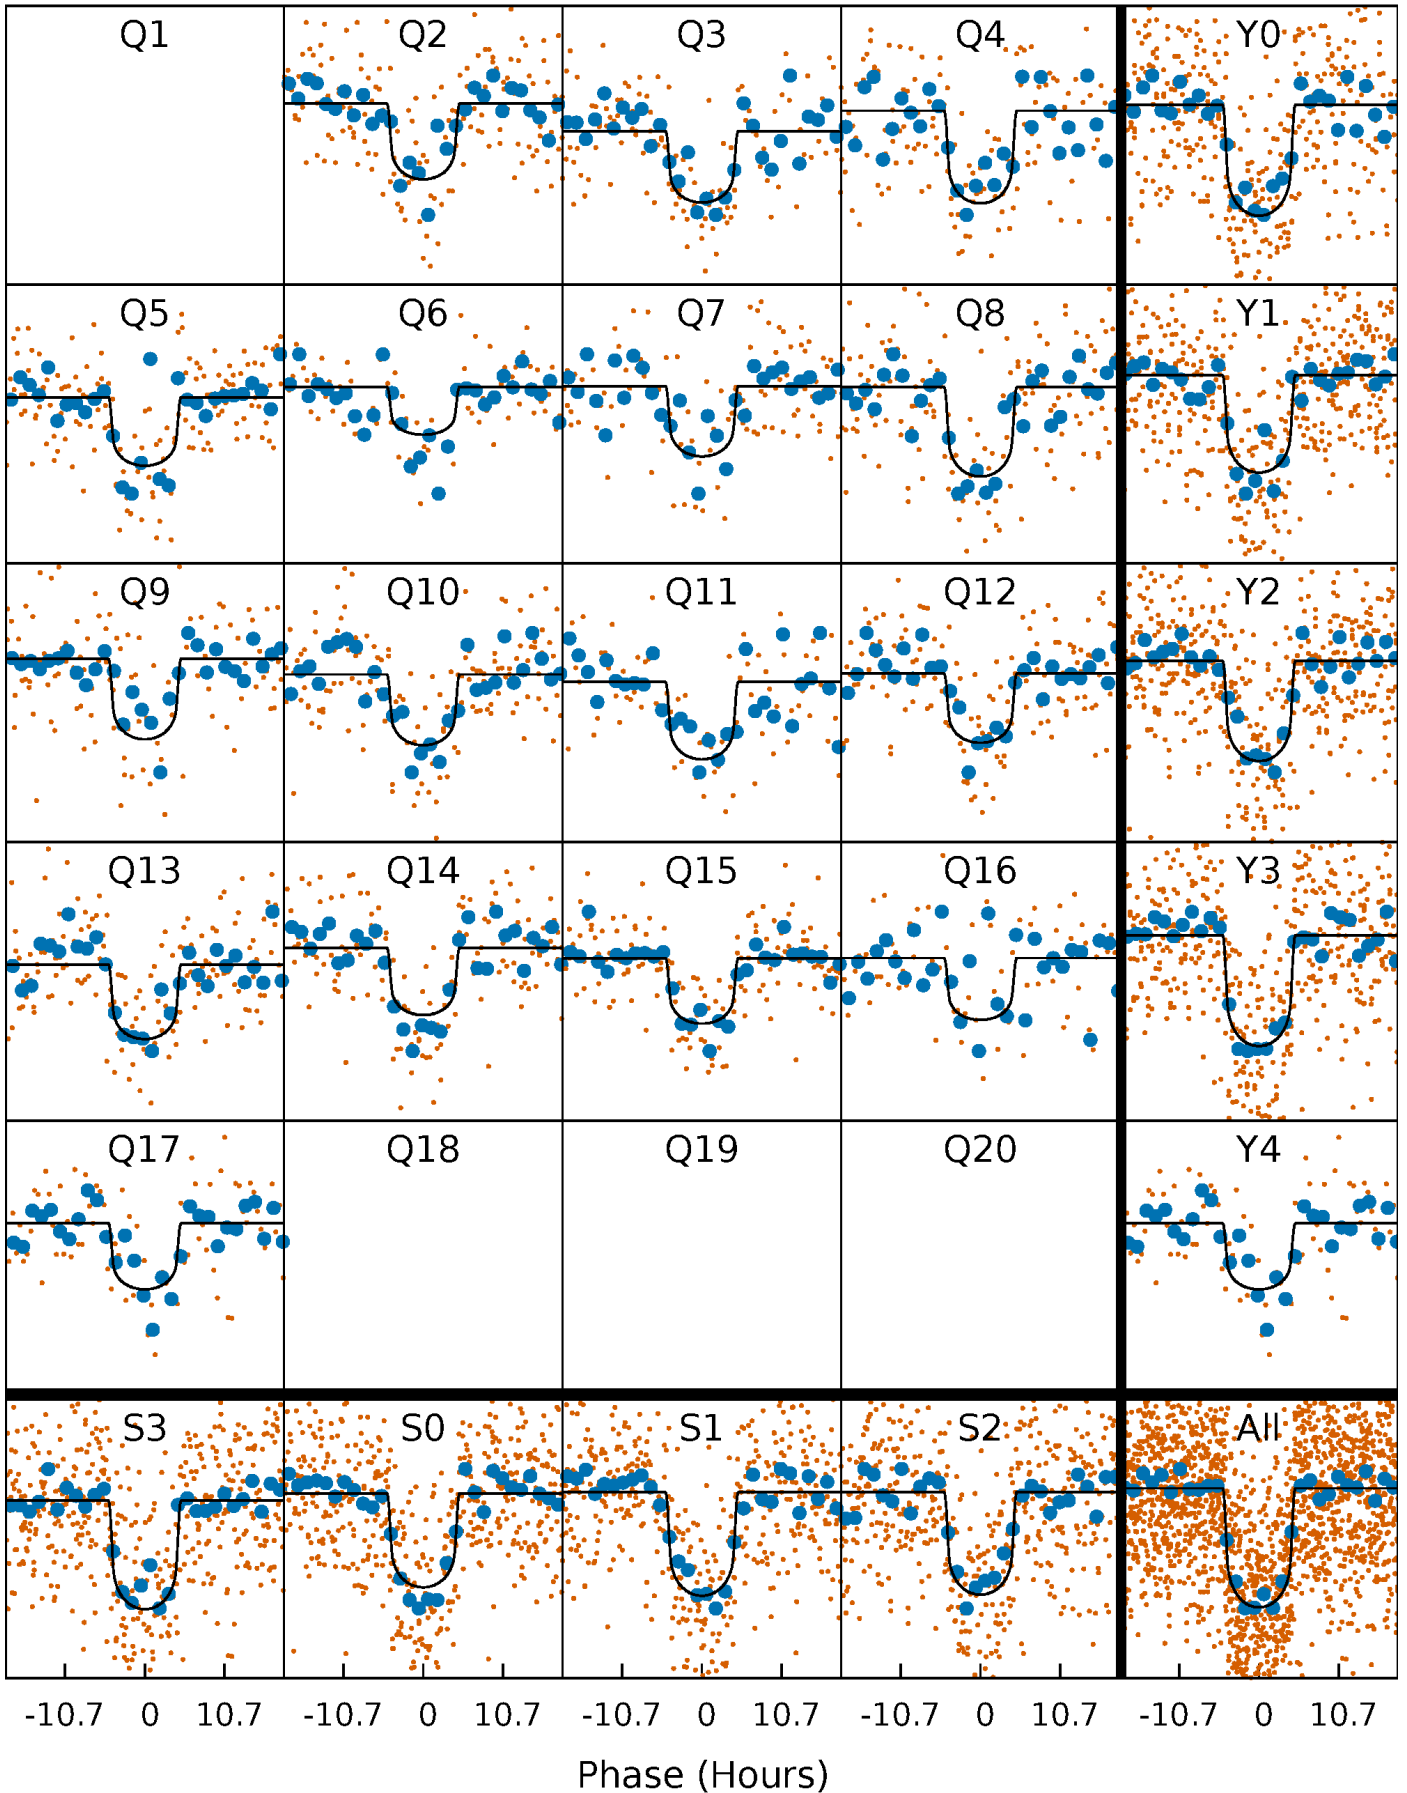 Q1 Q2 Q3 Q4 Y0
Q5 Q6 Q7 Q8 Y1
Q9 Q10 Q11 Q12 Y2
Q13 Q14 Q15 Q16 Y3
Q17 Q18 Q19 Q20 Y4
S3 S0 S1 S2 All
-10.7 0 10.7 -10.7 0 10.7 -10.7 0 10.7 -10.7 0 10.7 -10.7 0 10.7
Phase (Hours)